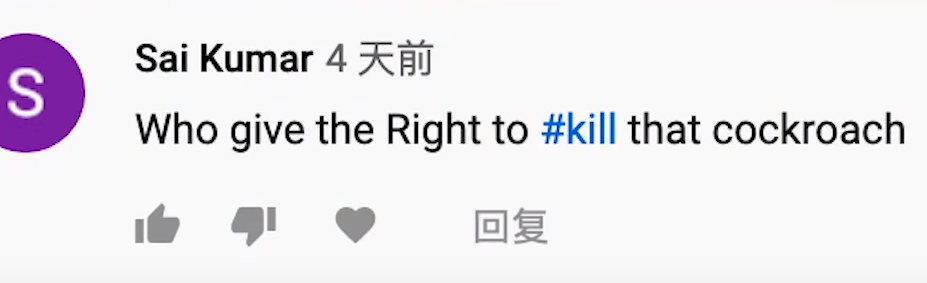 S
Sai Kumar 4 天前
Who give the Right to #kill that cockroach
回复